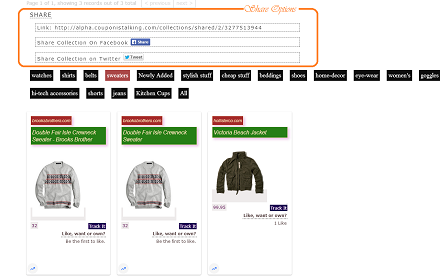 Page 1 of 1, showing 3 records out of 3 total
< previous
next >
Share Options
SHARE
Link: http://alpha.couponistalking.com/collections/shared/2/3277513944
Share Collection On Facebook Share
Share Collection on Twitter Tweet
watches shirts belts sweaters Newly Added stylish stuff cheap stuff beddings shoes home-decor eye-wear women's goggles
hi-tech accessories shorts jeans Kitchen Cups All
brooksbrothers.com
Double Fair Isle Crewneck
Sweater - Brooks Brother
32
Track It
Like, want or own?
Be the first to like.
brooksbrothers.com
Double Fair Isle Crewneck
Sweater
32
Track It
Like, want or own?
Be the first to like.
Victoria Beach Jacket
99.95
Track It
Like, want or own?
1 Like